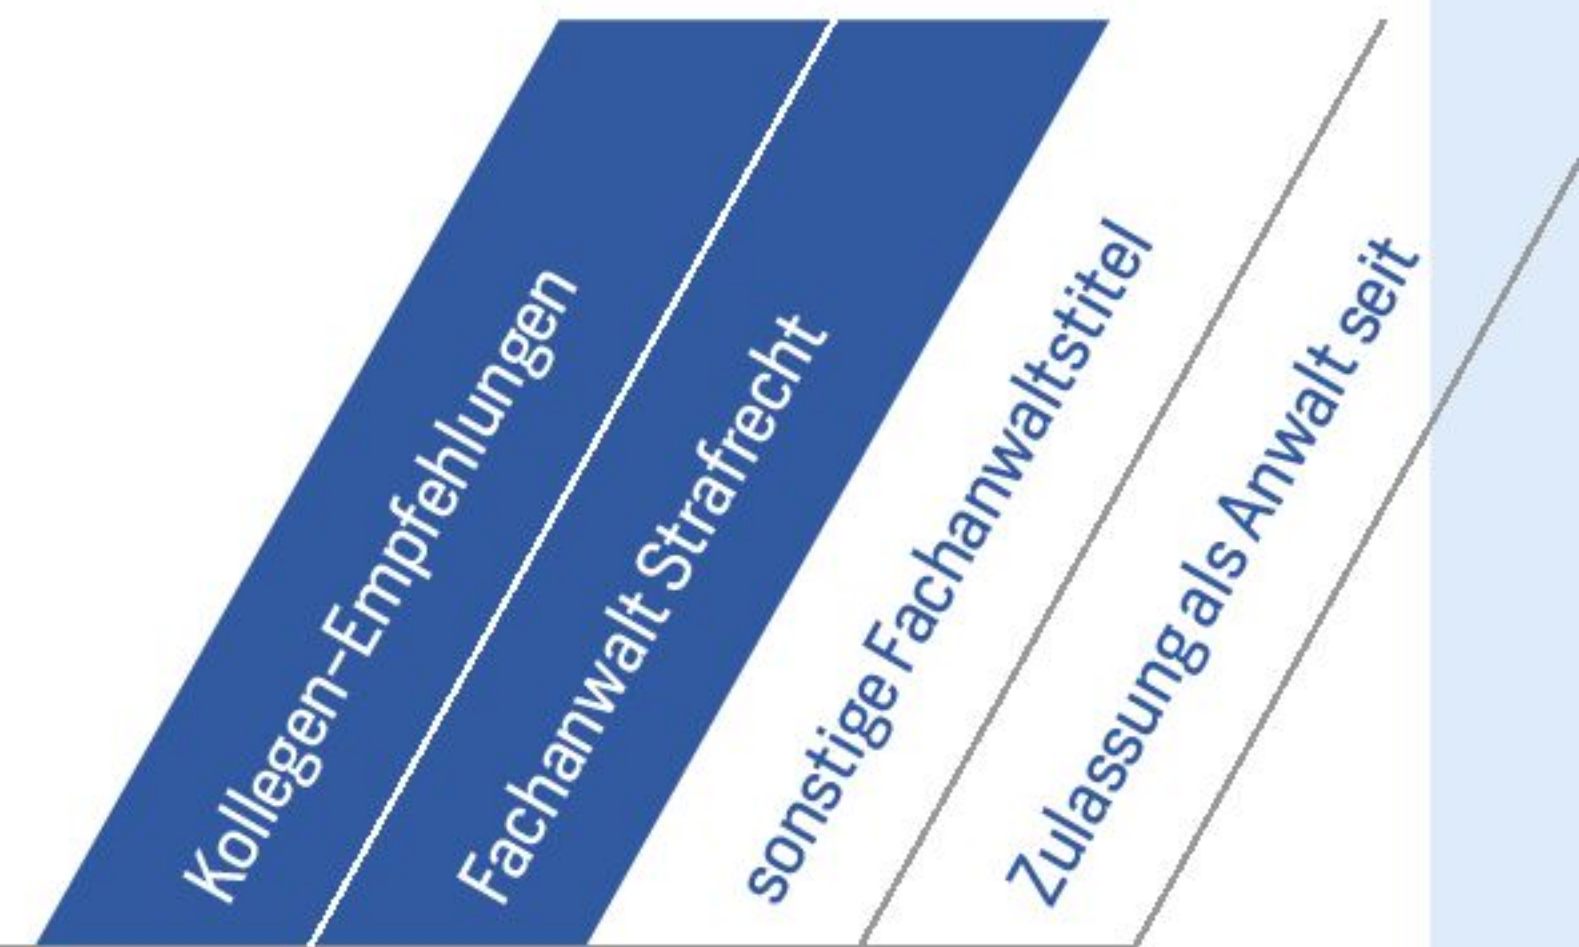 Kollegen-Empfehlungen
Fachanwalt Strafrecht
sonstige Fachanwaltstitel
Zulassung als Anwalt seit